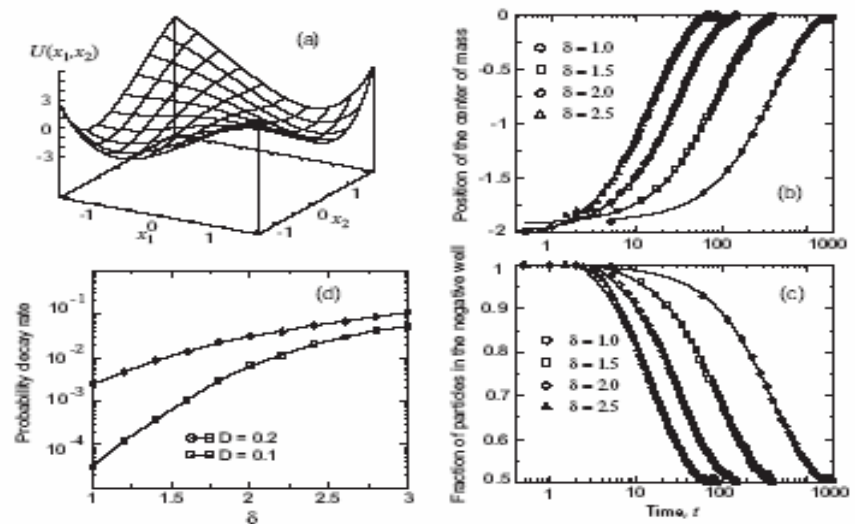 (a)
U(x1,x2)
3
0
-3
-1
0
1
x1
-1
0
1
x2
Position of the center of mass
0
-0.5
-1
-1.5
-2
δ = 1.0
δ = 1.5
δ = 2.0
δ = 2.5
(b)
1
10
100
1000
Probability decay rate
10-1
10-2
10-3
10-4
(d)
D = 0.2
D = 0.1
1
1.5
2
2.5
3
δ
Fraction of particles in the negative well
1
0.9
0.8
0.7
0.6
0.5
(c)
δ = 1.0
δ = 1.5
δ = 2.0
δ = 2.5
1
10
100
1000
Time, t